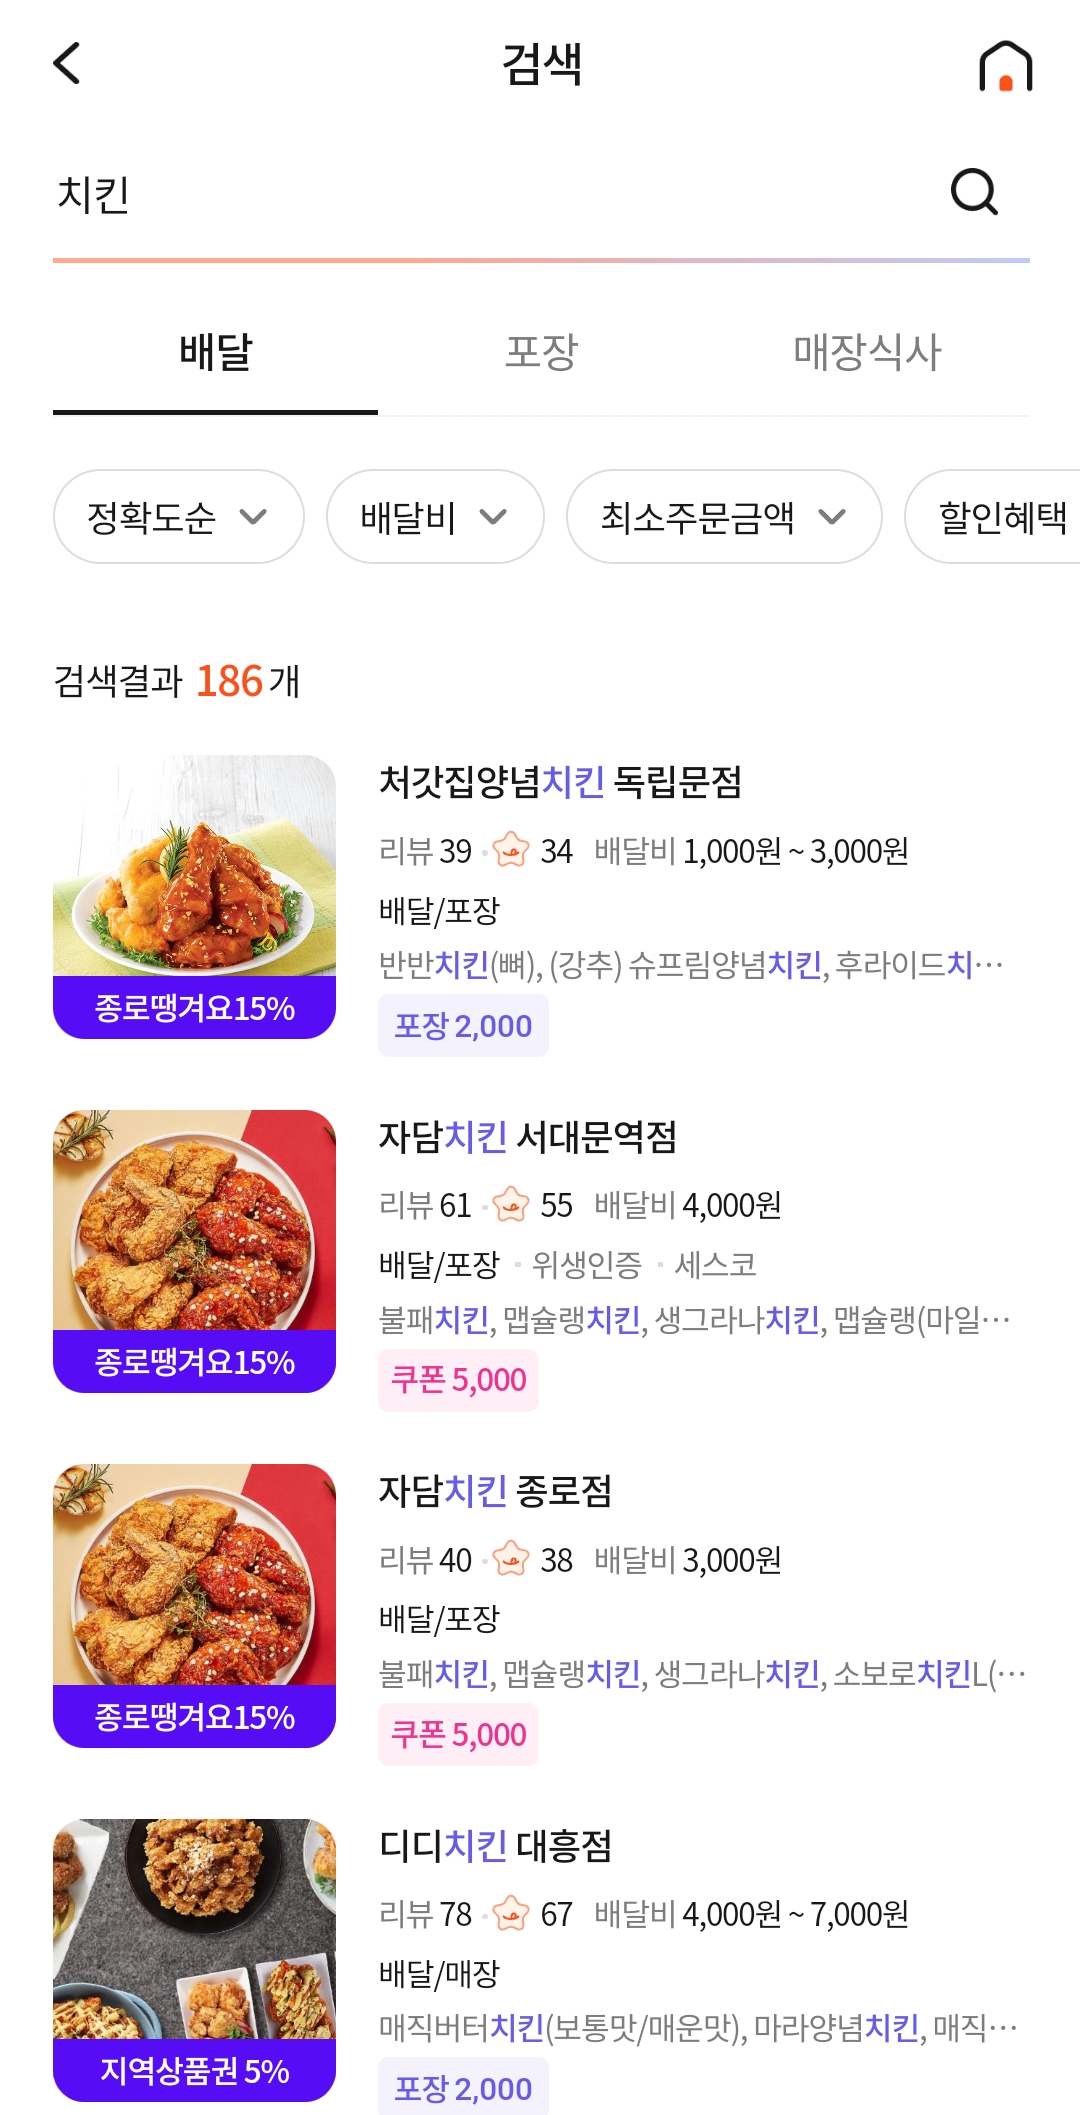 검색
치킨
배달 포장 매장식사
정확도순 배달비 최소주문금액 할인혜택
검색결과 186개
처갓집양념치킨 독립문점
리뷰 39 34 배달비 1,000원 ~ 3,000원
배달/포장
반반치킨(뼈), (강추) 슈프림양념치킨, 후라이드치…
종로땡겨요15%
포장 2,000
자담치킨 서대문역점
리뷰 61 55 배달비 4,000원
배달/포장 · 위생인증 · 세스코
불패치킨, 맵슐랭치킨, 생그라나치킨, 맵슐랭(마일…
종로땡겨요15%
쿠폰 5,000
자담치킨 종로점
리뷰 40 38 배달비 3,000원
배달/포장
불패치킨, 맵슐랭치킨, 생그라나치킨, 소보로치킨L(…
종로땡겨요15%
쿠폰 5,000
디디치킨 대흥점
리뷰 78 67 배달비 4,000원 ~ 7,000원
배달/매장
매직버터치킨(보통맛/매운맛), 마라양념치킨, 매직…
지역상품권 5%
포장 2,000